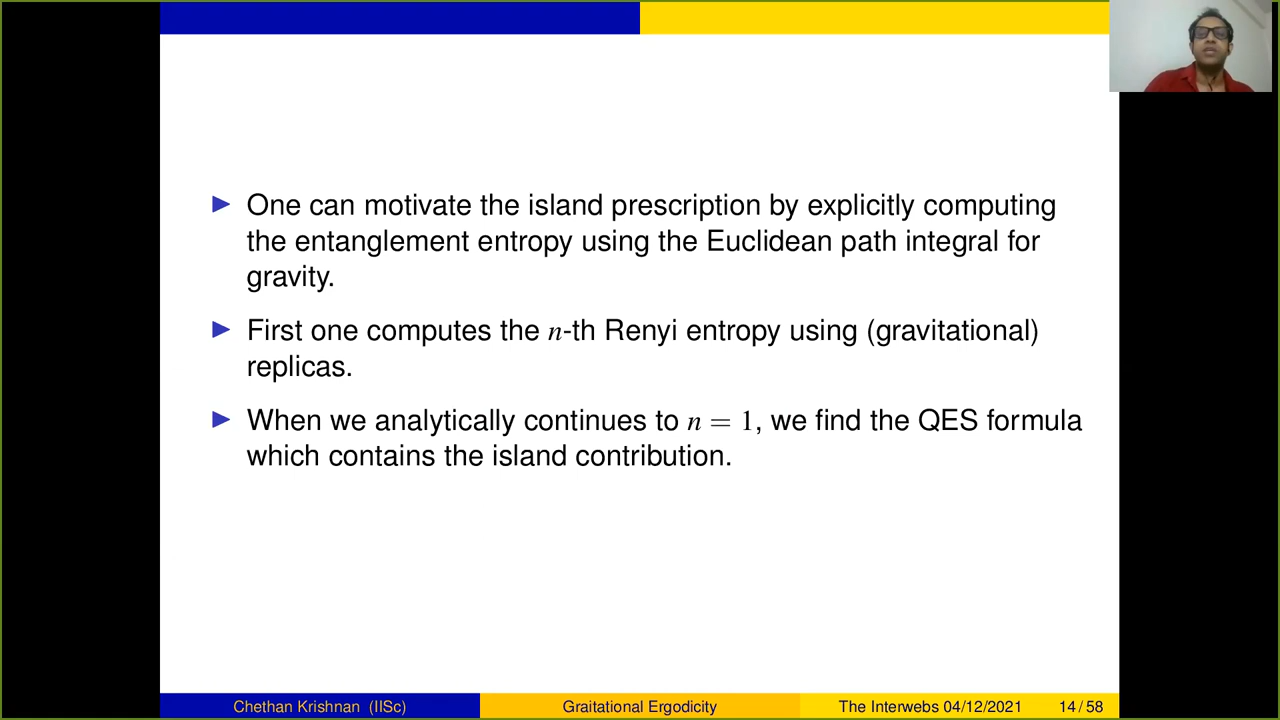 ▶ One can motivate the island prescription by explicitly computing
the entanglement entropy using the Euclidean path integral for
gravity.
▶ First one computes the n-th Renyi entropy using (gravitational)
replicas.
▶ When we analytically continues to n = 1, we find the QES formula
which contains the island contribution.
Chethan Krishnan (IISc) Graitational Ergodicity The Interwebs 04/12/2021 14 / 58